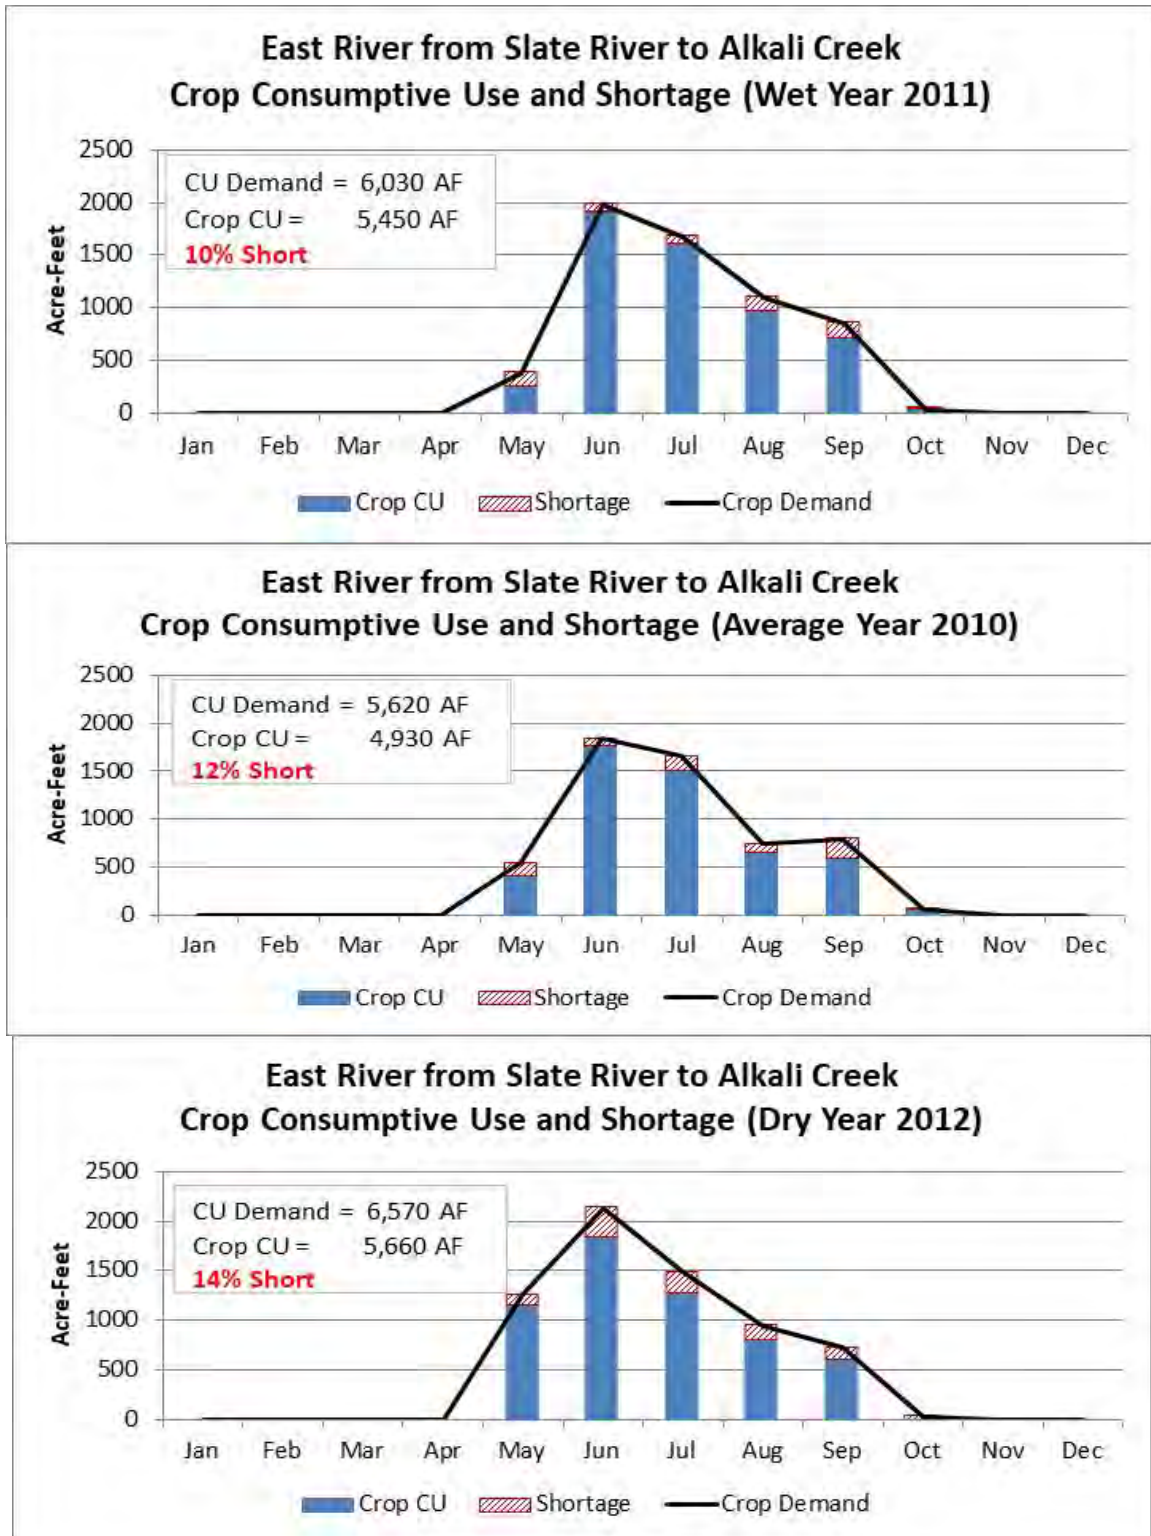 East River from Slate River to Alkali Creek
Crop Consumptive Use and Shortage (Wet Year 2011)
Acre-Feet
2500
2000
1500
1000
500
0
CU Demand = 6,030 AF
Crop CU = 5,450 AF
10% Short
Jan Feb Mar Apr May Jun Jul Aug Sep Oct Nov Dec
Crop CU Shortage Crop Demand
East River from Slate River to Alkali Creek
Crop Consumptive Use and Shortage (Average Year 2010)
Acre-Feet
2500
2000
1500
1000
500
0
CU Demand = 5,620 AF
Crop CU = 4,930 AF
12% Short
Jan Feb Mar Apr May Jun Jul Aug Sep Oct Nov Dec
Crop CU Shortage Crop Demand
East River from Slate River to Alkali Creek
Crop Consumptive Use and Shortage (Dry Year 2012)
Acre-Feet
2500
2000
1500
1000
500
0
CU Demand = 6,570 AF
Crop CU = 5,660 AF
14% Short
Jan Feb Mar Apr May Jun Jul Aug Sep Oct Nov Dec
Crop CU Shortage Crop Demand